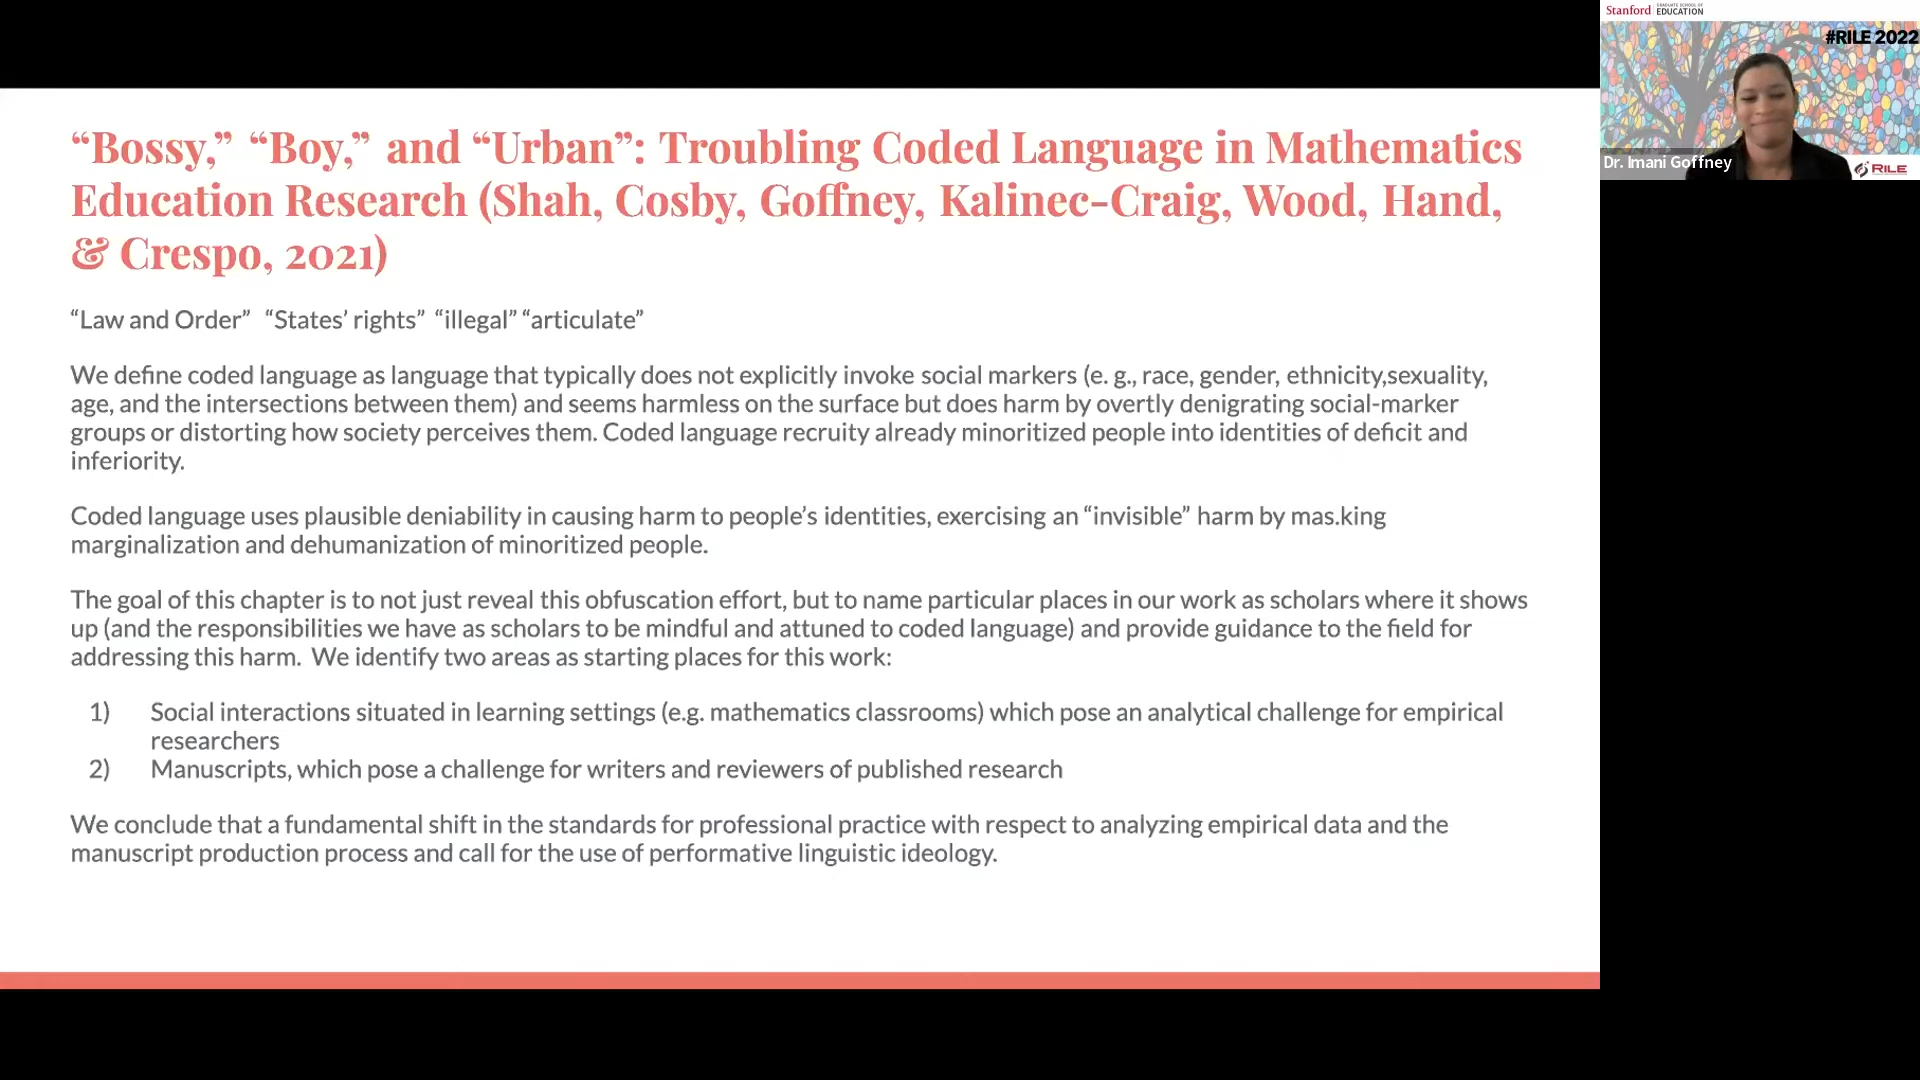 “Bossy,” “Boy,” and “Urban”: Troubling Coded Language in Mathematics
Education Research (Shah, Cosby, Goffney, Kalinec-Craig, Wood, Hand,
& Crespo, 2021)
“Law and Order” “States’ rights” “illegal” “articulate”
We define coded language as language that typically does not explicitly invoke social markers (e. g., race, gender, ethnicity,sexuality,
age, and the intersections between them) and seems harmless on the surface but does harm by overtly denigrating social-marker
groups or distorting how society perceives them. Coded language recruity already minoritized people into identities of deficit and
inferiority.
Coded language uses plausible deniability in causing harm to people’s identities, exercising an “invisible” harm by mas.king
marginalization and dehumanization of minoritized people.
The goal of this chapter is to not just reveal this obfuscation effort, but to name particular places in our work as scholars where it shows
up (and the responsibilities we have as scholars to be mindful and attuned to coded language) and provide guidance to the field for
addressing this harm. We identify two areas as starting places for this work:
1) Social interactions situated in learning settings (e.g. mathematics classrooms) which pose an analytical challenge for empirical
researchers
2) Manuscripts, which pose a challenge for writers and reviewers of published research
We conclude that a fundamental shift in the standards for professional practice with respect to analyzing empirical data and the
manuscript production process and call for the use of performative linguistic ideology.
Stanford GRADUATE SCHOOL OF EDUCATION
#RILE 2022
Dr. Imani Goffney
RILE